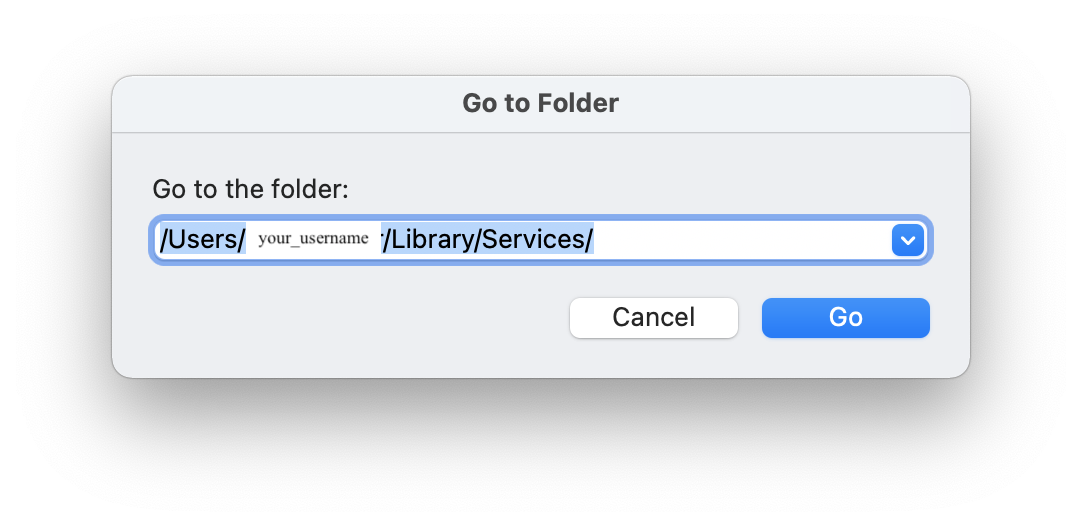 Go to Folder
Go to the folder:
/Users/ your_username /Library/Services/
Cancel
Go